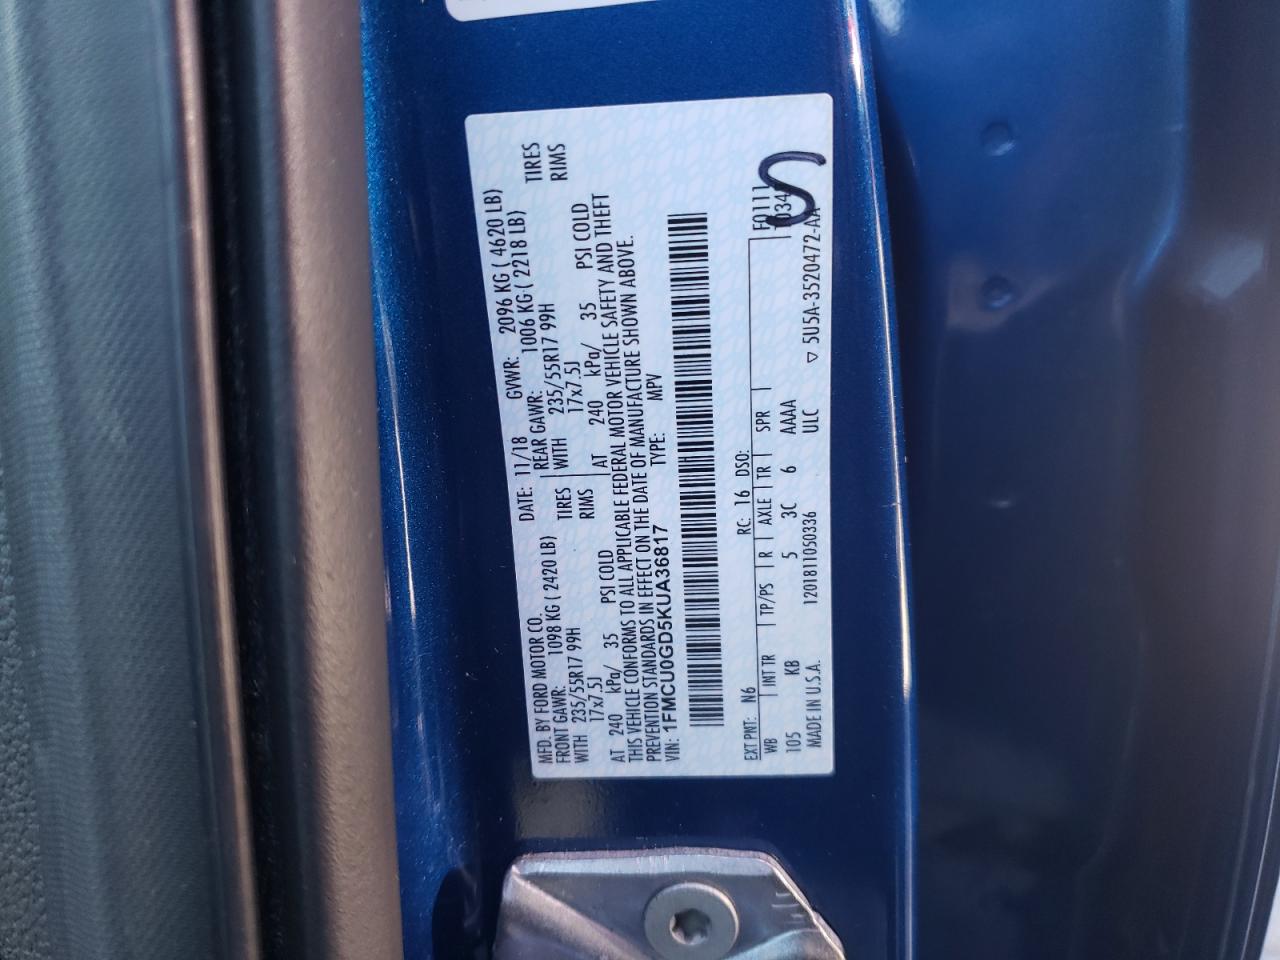 MFD. BY FORD MOTOR CO.
DATE: 11/18 GVWR: 2096 KG ( 4620 LB)
FRONT GAWR: 1098 KG ( 2420 LB) REAR GAWR: 1006 KG ( 2218 LB)
WITH 235/55R17 99H TIRES WITH 235/55R17 99H TIRES
17x7.5J RIMS 17x7.5J RIMS
AT 240 kPa/ 35 PSI COLD AT 240 kPa/ 35 PSI COLD
THIS VEHICLE CONFORMS TO ALL APPLICABLE FEDERAL MOTOR VEHICLE SAFETY AND THEFT
PREVENTION STANDARDS IN EFFECT ON THE DATE OF MANUFACTURE SHOWN ABOVE.
VIN: 1FMCU0GD5KUA36817 TYPE: MPV
EXT PNT: N6 RC: 16 DSO: F0111
WB INT TR TP/PS R AXLE TR SPR
105 KB 5 3C 6 AAAA
MADE IN U.S.A. 1201811050336 ULC ▽ 5U5A-3520472-AA